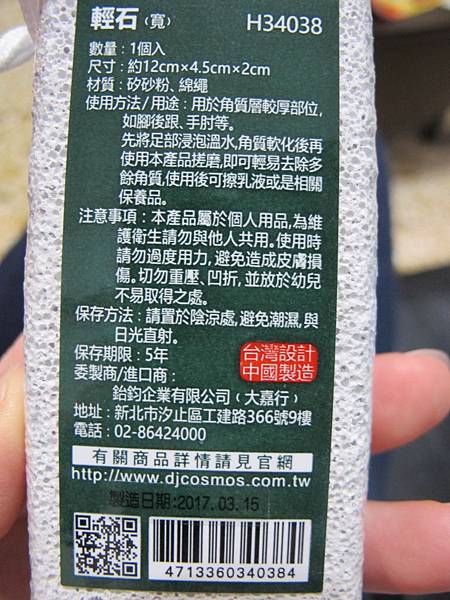 輕石（寬） H34038
數量：1個入
尺寸：約12cm×4.5cm×2cm
材質：矽砂粉、綿繩
使用方法/用途：用於角質層較厚部位,
如腳後跟、手肘等。
先將足部浸泡溫水,角質軟化後再
使用本產品搓磨,即可輕易去除多
餘角質,使用後可擦乳液或是相關
保養品。
注意事項：本產品屬於個人用品,為維
護衛生請勿與他人共用。使用時
請勿過度用力,避免造成皮膚損
傷。切勿重壓、凹折,並放於幼兒
不易取得之處。
保存方法：請置於陰涼處,避免潮濕,與
日光直射。
保存期限：5年
台灣設計
中國製造
委製商/進口商：
鈶鈞企業有限公司（大嘉行）
地址：新北市汐止區工建路366號9樓
電話：02-86424000
有關商品詳情請見官網
http://www.djcosmos.com.tw
製造日期:2017.03.15
4713360340384